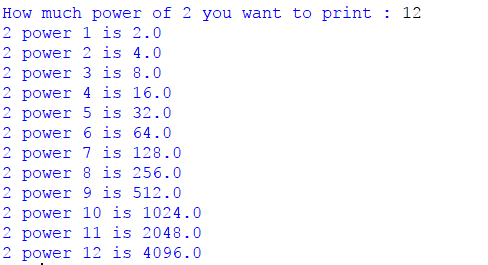 How much power of 2 you want to print : 12
2 power 1 is 2.0
2 power 2 is 4.0
2 power 3 is 8.0
2 power 4 is 16.0
2 power 5 is 32.0
2 power 6 is 64.0
2 power 7 is 128.0
2 power 8 is 256.0
2 power 9 is 512.0
2 power 10 is 1024.0
2 power 11 is 2048.0
2 power 12 is 4096.0